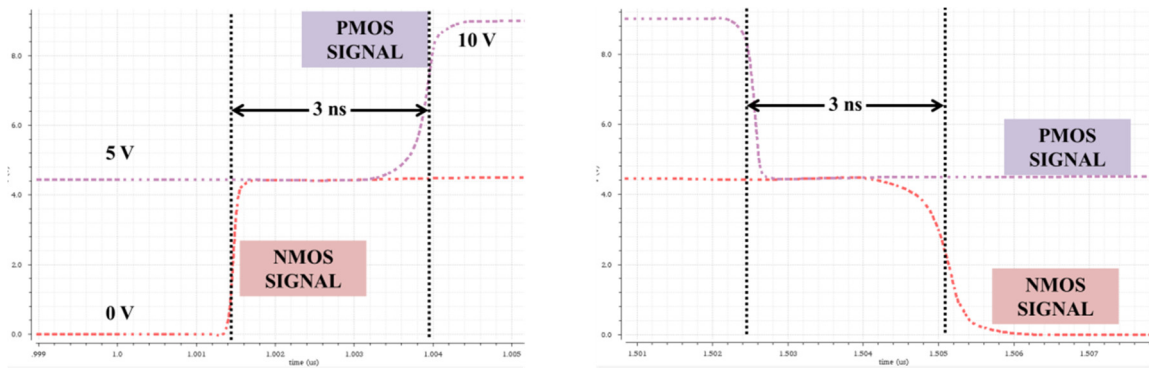 PMOS
SIGNAL
10 V
8.0
3 ns
6.0
5 V
4.0
NMOS
SIGNAL
2.0
0 V
0.0
.999
1.0
1.001
1.002
1.003
1.004
1.005
time (us)
8.0
3 ns
6.0
PMOS
SIGNAL
4.0
2.0
NMOS
SIGNAL
0.0
1.501
1.502
1.503
1.504
1.505
1.506
1.507
time (us)